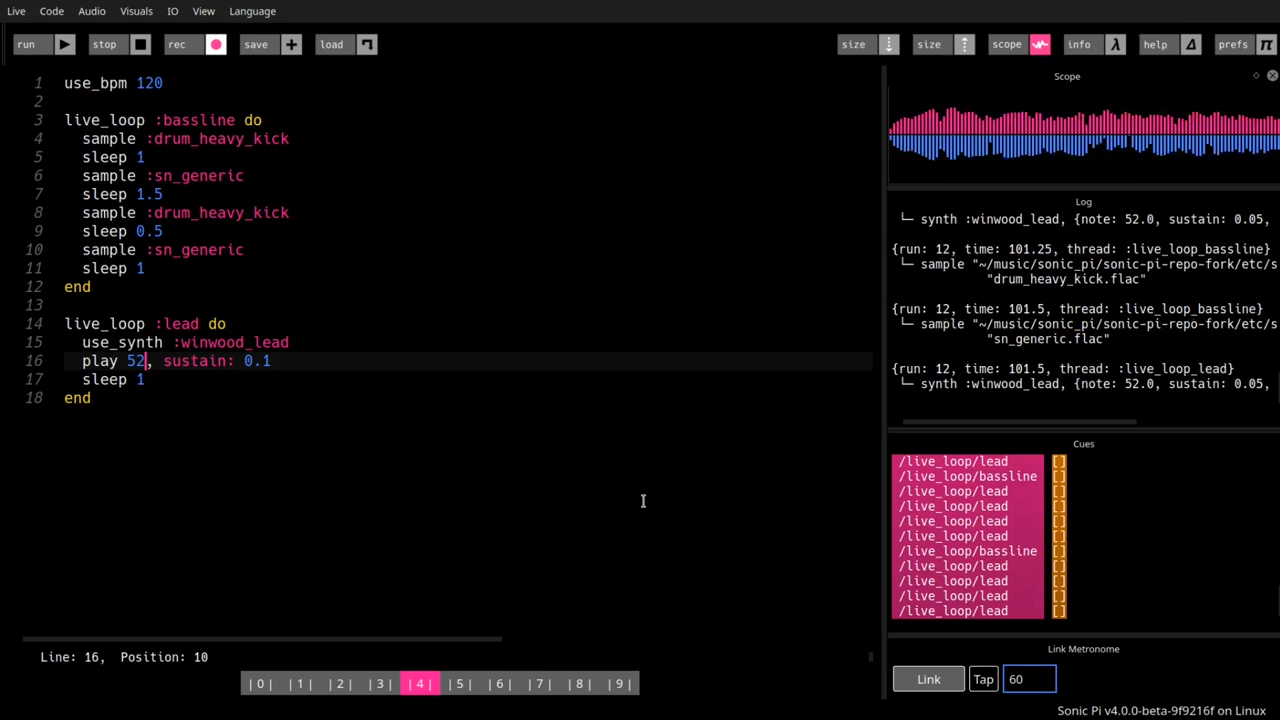 Live Code Audio Visuals IO View Language
run stop rec save + load size size scope info λ help Δ prefs π
1 use_bpm 120
2
3 live_loop :bassline do
4 sample :drum_heavy_kick
5 sleep 1
6 sample :sn_generic
7 sleep 1.5
8 sample :drum_heavy_kick
9 sleep 0.5
10 sample :sn_generic
11 sleep 1
12 end
13
14 live_loop :lead do
15 use_synth :winwood_lead
16 play 52, sustain: 0.1
17 sleep 1
18 end
Line: 16, Position: 10
|0| |1| |2| |3| |4| |5| |6| |7| |8| |9|
Scope
Log
└─ synth :winwood_lead, {note: 52.0, sustain: 0.05,
{run: 12, time: 101.25, thread: :live_loop_bassline}
└─ sample "~/music/sonic_pi/sonic-pi-repo-fork/etc/s
"drum_heavy_kick.flac"
{run: 12, time: 101.5, thread: :live_loop_bassline}
└─ sample "~/music/sonic_pi/sonic-pi-repo-fork/etc/s
"sn_generic.flac"
{run: 12, time: 101.5, thread: :live_loop_lead}
└─ synth :winwood_lead, {note: 52.0, sustain: 0.05,
Cues
/live_loop/lead []
/live_loop/bassline []
/live_loop/lead []
/live_loop/lead []
/live_loop/lead []
/live_loop/lead []
/live_loop/bassline []
/live_loop/lead []
/live_loop/lead []
/live_loop/lead []
/live_loop/lead []
Link Metronome
Link Tap 60
Sonic Pi v4.0.0-beta-9f9216f on Linux